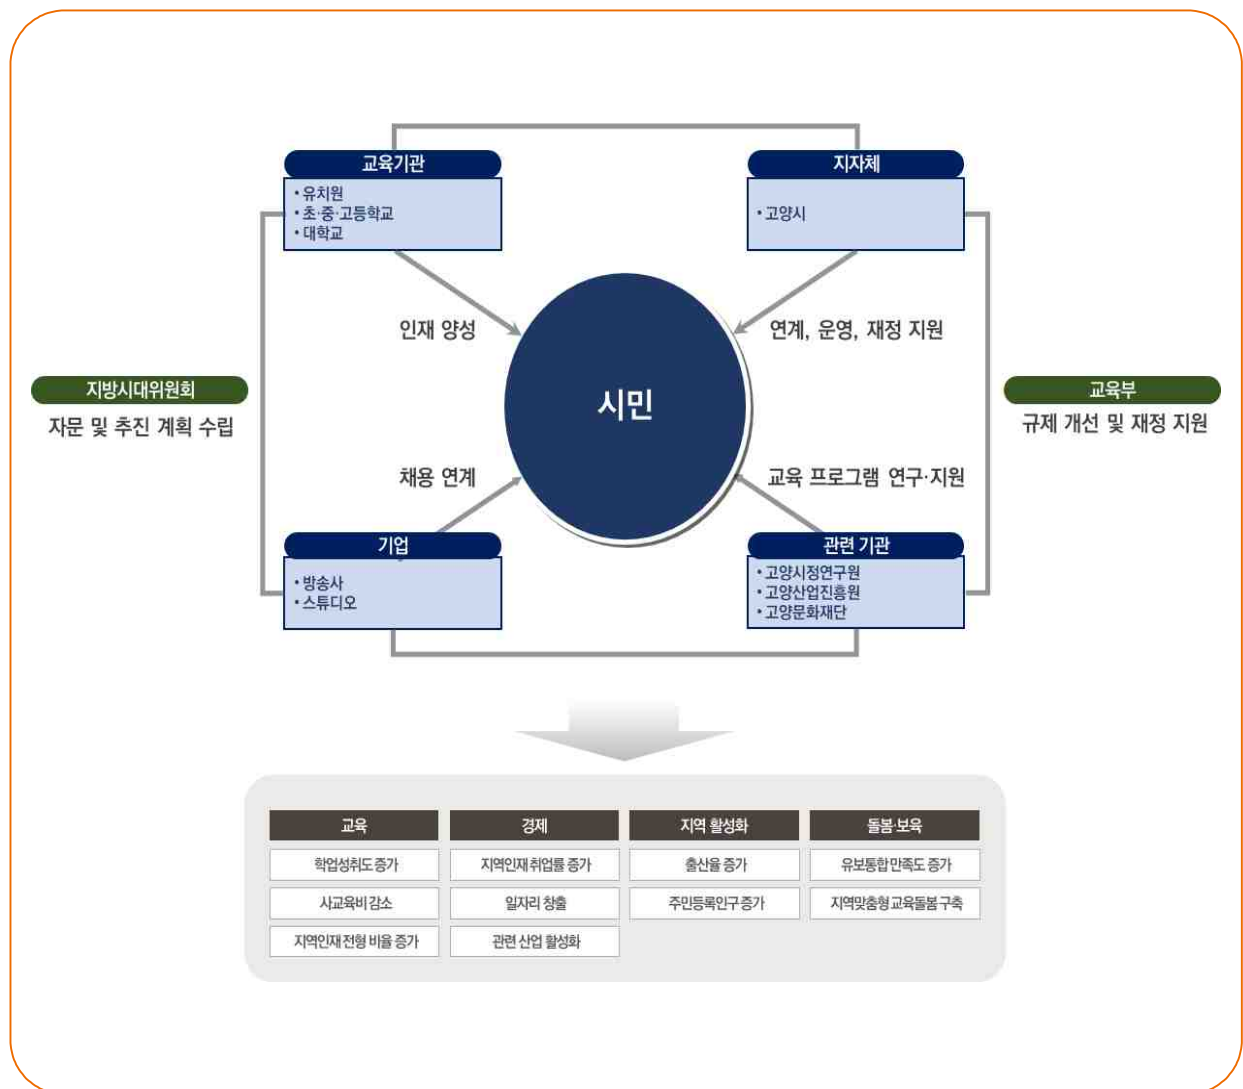 교육기관
• 유치원
• 초·중·고등학교
• 대학교
지자체
• 고양시
인재 양성
연계, 운영, 재정 지원
시민
지방시대위원회
자문 및 추진 계획 수립
교육부
규제 개선 및 재정 지원
채용 연계
교육 프로그램 연구·지원
기업
• 방송사
• 스튜디오
관련 기관
• 고양시정연구원
• 고양산업진흥원
• 고양문화재단
교육
경제
지역 활성화
돌봄·보육
학업성취도 증가
지역인재 취업률 증가
출산율 증가
유보통합 만족도 증가
사교육비 감소
일자리 창출
주민등록인구 증가
지역맞춤형 교육돌봄 구축
지역인재 전형 비율 증가
관련 산업 활성화